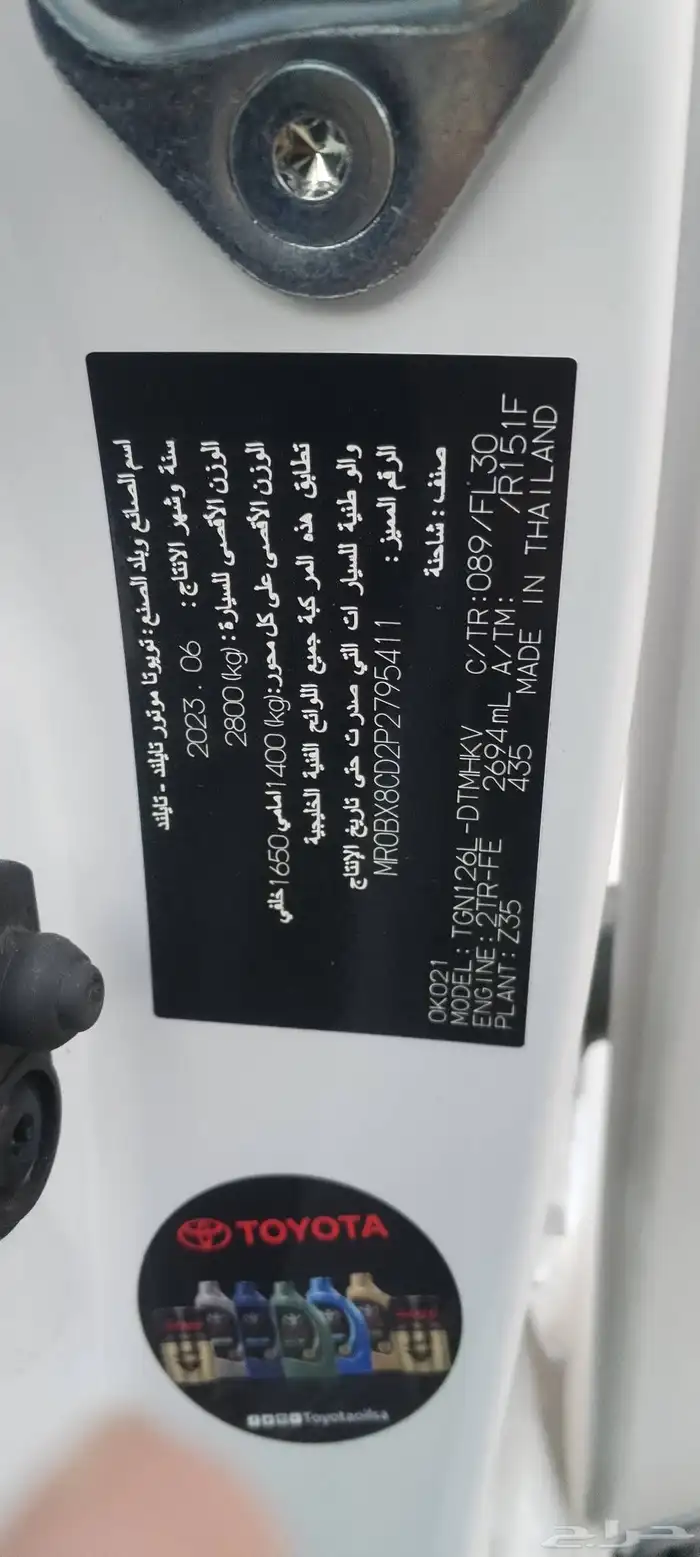 اسم الصانع وبلد الصنع : تويوتا موتور تايلند - تايلند
سنة وشهر الانتاج : 2023 . 06
الوزن الأقصى للسيارة : (kg) 2800
الوزن الأقصى على كل محور : (kg) 1400 امامي 1650 خلفي
تطابق هذه المركبة جميع اللوائح الفنية الخليجية
والوطنية للسيارات التي صدرت حتى تاريخ الإنتاج
الرقم المميز : MR0BX8CD2P2795411
صنف : شاحنة
0K021
MODEL : TGN126L-DTMHKV C/TR:089/FL30
ENGINE: 2TR-FE 2694mL A/TM: /R151F
PLANT: Z35 435 MADE IN THAILAND
TOYOTA
Toyotaoilsa
حراج